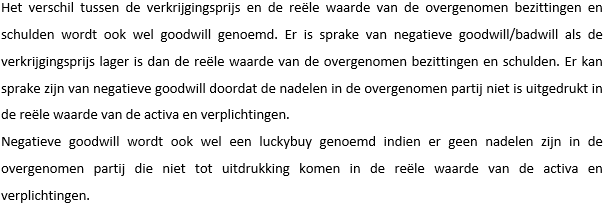 Het verschil tussen de verkrijgingsprijs en de reële waarde van de overgenomen bezittingen en
schulden wordt ook wel goodwill genoemd. Er is sprake van negatieve goodwill/badwill als de
verkrijgingsprijs lager is dan de reële waarde van de overgenomen bezittingen en schulden. Er kan
sprake zijn van negatieve goodwill doordat de nadelen in de overgenomen partij niet is uitgedrukt in
de reële waarde van de activa en verplichtingen.
Negatieve goodwill wordt ook wel een luckybuy genoemd indien er geen nadelen zijn in de
overgenomen partij die niet tot uitdrukking komen in de reële waarde van de activa en
verplichtingen.